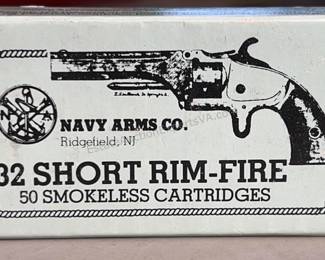 N A
NAVY ARMS CO.
Ridgefield, NJ
32 SHORT RIM-FIRE
50 SMOKELESS CARTRIDGES